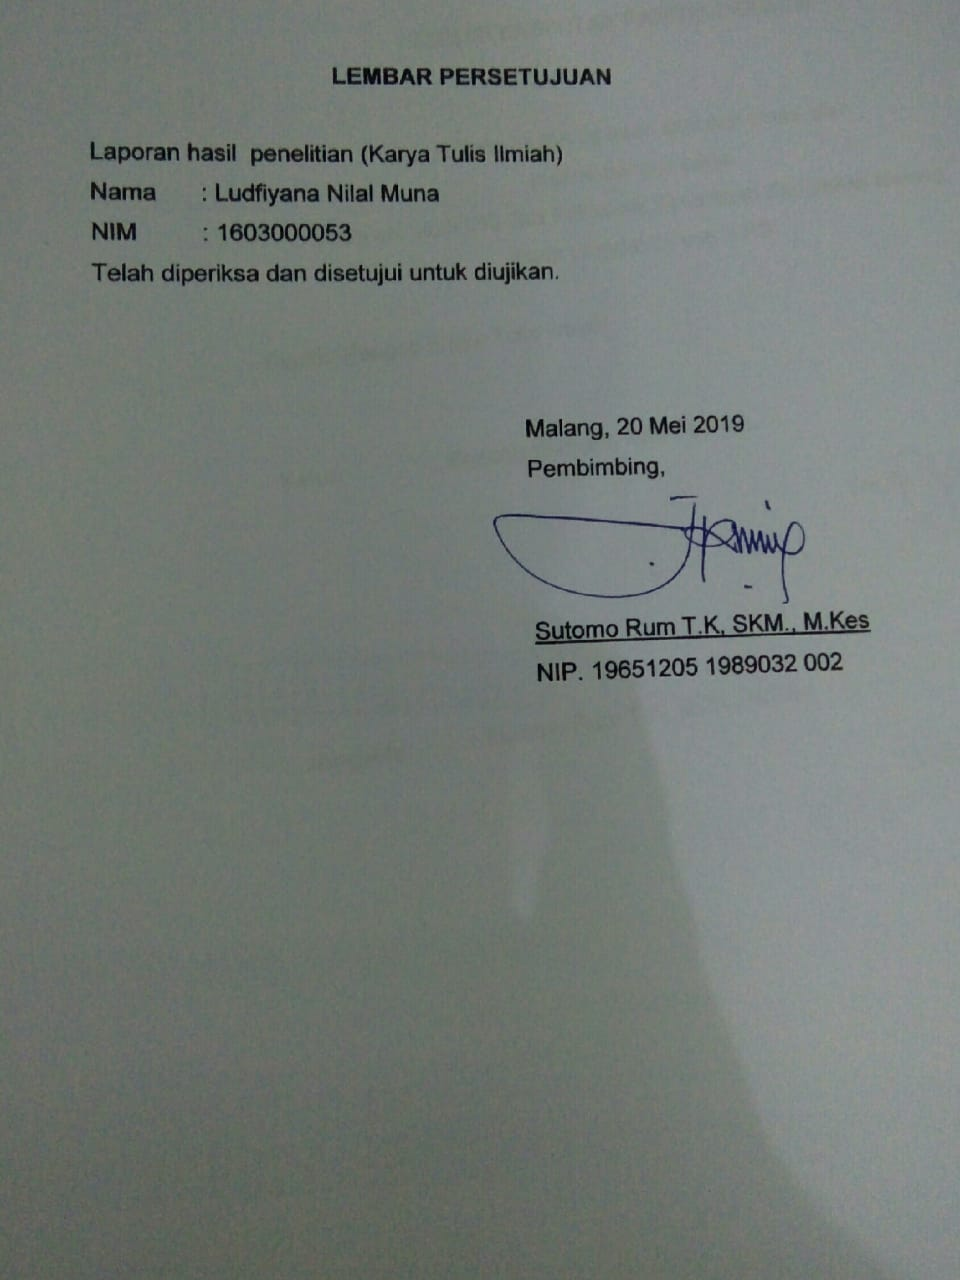 LEMBAR PERSETUJUAN
Laporan hasil penelitian (Karya Tulis Ilmiah)
Nama : Ludfiyana Nilal Muna
NIM : 1603000053
Telah diperiksa dan disetujui untuk diujikan.
Malang, 20 Mei 2019
Pembimbing,
Sutomo Rum T.K, SKM., M.Kes
NIP. 19651205 1989032 002